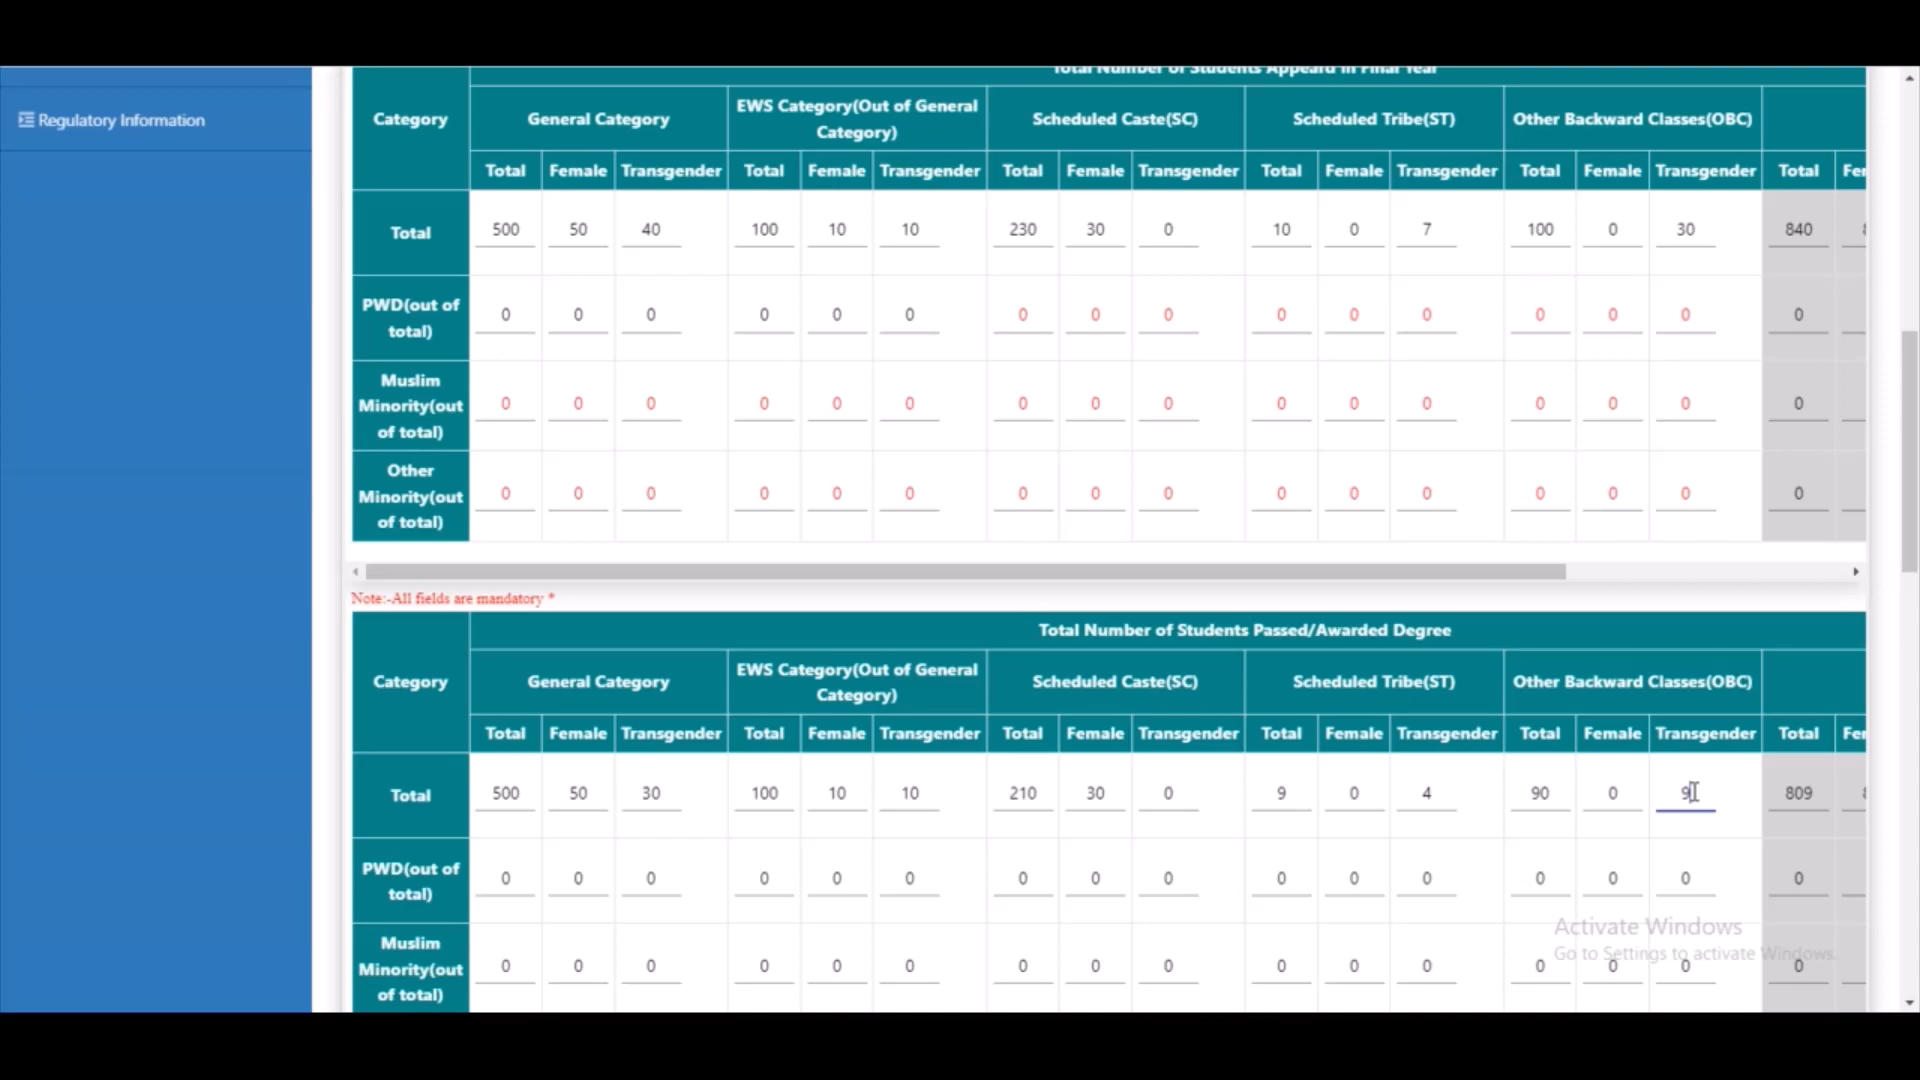 Total Number of Students Appeard in Final Year
Regulatory Information
Category
General Category
EWS Category(Out of General
Category)
Scheduled Caste(SC)
Scheduled Tribe(ST)
Other Backward Classes(OBC)
Total Female Transgender Total Female Transgender Total Female Transgender Total Female Transgender Total Female Transgender Total
Total 500 50 40 100 10 10 230 30 0 10 0 7 100 0 30 840
PWD(out of
total)
0 0 0 0 0 0 0 0 0 0 0 0 0 0 0 0
Muslim
Minority(out
of total)
0 0 0 0 0 0 0 0 0 0 0 0 0 0 0 0
Other
Minority(out
of total)
0 0 0 0 0 0 0 0 0 0 0 0 0 0 0 0
Note:-All fields are mandatory *
Total Number of Students Passed/Awarded Degree
Category
General Category
EWS Category(Out of General
Category)
Scheduled Caste(SC)
Scheduled Tribe(ST)
Other Backward Classes(OBC)
Total Female Transgender Total Female Transgender Total Female Transgender Total Female Transgender Total Female Transgender Total
Total 500 50 30 100 10 10 210 30 0 9 0 4 90 0 9 809
PWD(out of
total)
0 0 0 0 0 0 0 0 0 0 0 0 0 0 0 0
Muslim
Minority(out
of total)
0 0 0 0 0 0 0 0 0 0 0 0 0 0 0 0
Activate Windows
Go to Settings to activate Windows.